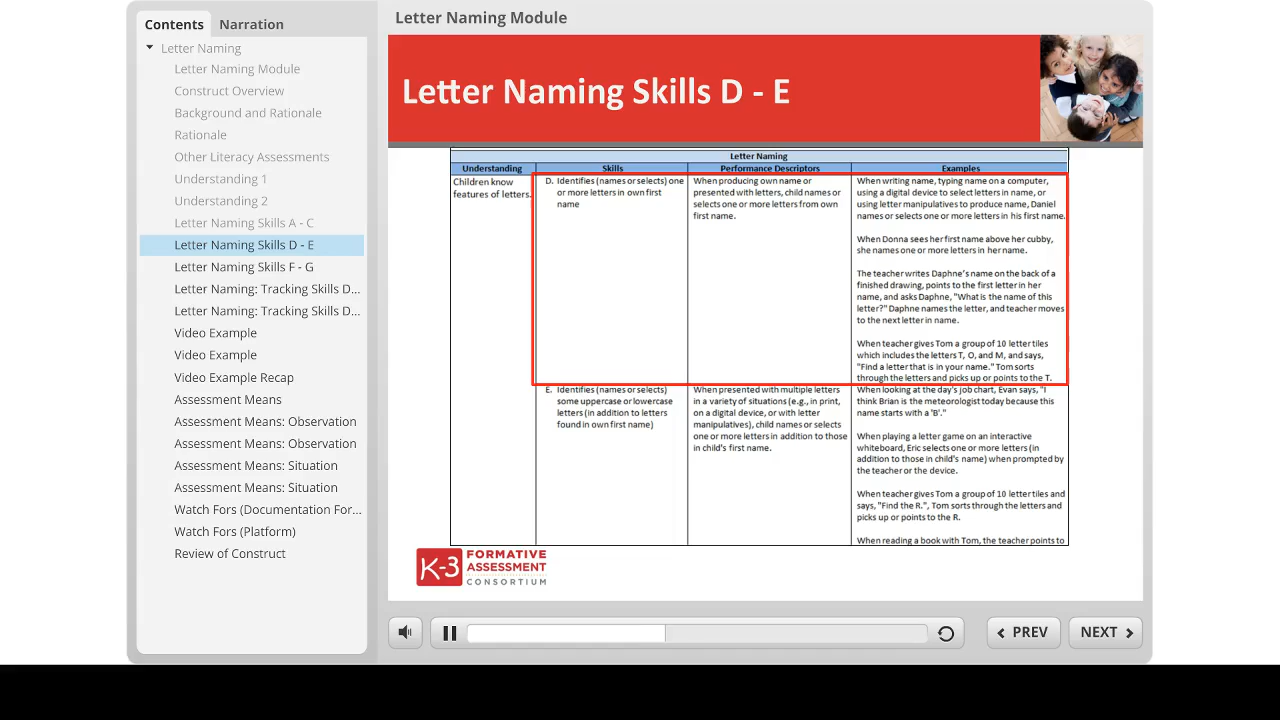 Contents
Narration
Letter Naming
Letter Naming Module
Construct Overview
Background and Rationale
Rationale
Other Literacy Assessments
Understanding 1
Understanding 2
Letter Naming Skills A - C
Letter Naming Skills D - E
Letter Naming Skills F - G
Letter Naming: Tracking Skills D...
Letter Naming: Tracking Skills D...
Video Example
Video Example
Video Example Recap
Assessment Means
Assessment Means: Observation
Assessment Means: Observation
Assessment Means: Situation
Assessment Means: Situation
Watch Fors (Documentation For...
Watch Fors (Platform)
Review of Construct
Letter Naming Module
Letter Naming Skills D - E
Letter Naming
Understanding
Skills
Performance Descriptors
Examples
Children know
features of letters.
D. Identifies (names or selects) one
or more letters in own first
name
When producing own name or
presented with letters, child names or
selects one or more letters from own
first name.
When writing name, typing name on a computer,
using a digital device to select letters in name, or
using letter manipulatives to produce name, Daniel
names or selects one or more letters in his first name.
When Donna sees her first name above her cubby,
she names one or more letters in her name.
The teacher writes Daphne's name on the back of a
finished drawing, points to the first letter in her
name, and asks Daphne, "What is the name of this
letter?" Daphne names the letter, and teacher moves
to the next letter in name.
When teacher gives Tom a group of 10 letter tiles
which includes the letters T, O, and M, and says,
"Find a letter that is in your name." Tom sorts
through the letters and picks up or points to the T.
E. Identifies (names or selects)
some uppercase or lowercase
letters (in addition to letters
found in own first name)
When presented with multiple letters
in a variety of situations (e.g., in print,
on a digital device, or with letter
manipulatives), child names or selects
one or more letters in addition to those
in child's first name.
When looking at the day's job chart, Evan says, "I
think Brian is the meteorologist today because this
name starts with a 'B'."
When playing a letter game on an interactive
whiteboard, Eric selects one or more letters (in
addition to those in child's name) when prompted by
the teacher or the device.
When teacher gives Tom a group of 10 letter tiles and
says, "Find the R.", Tom sorts through the letters and
picks up or points to the R.
When reading a book with Tom, the teacher points to
K-3
FORMATIVE
ASSESSMENT
CONSORTIUM
PREV
NEXT